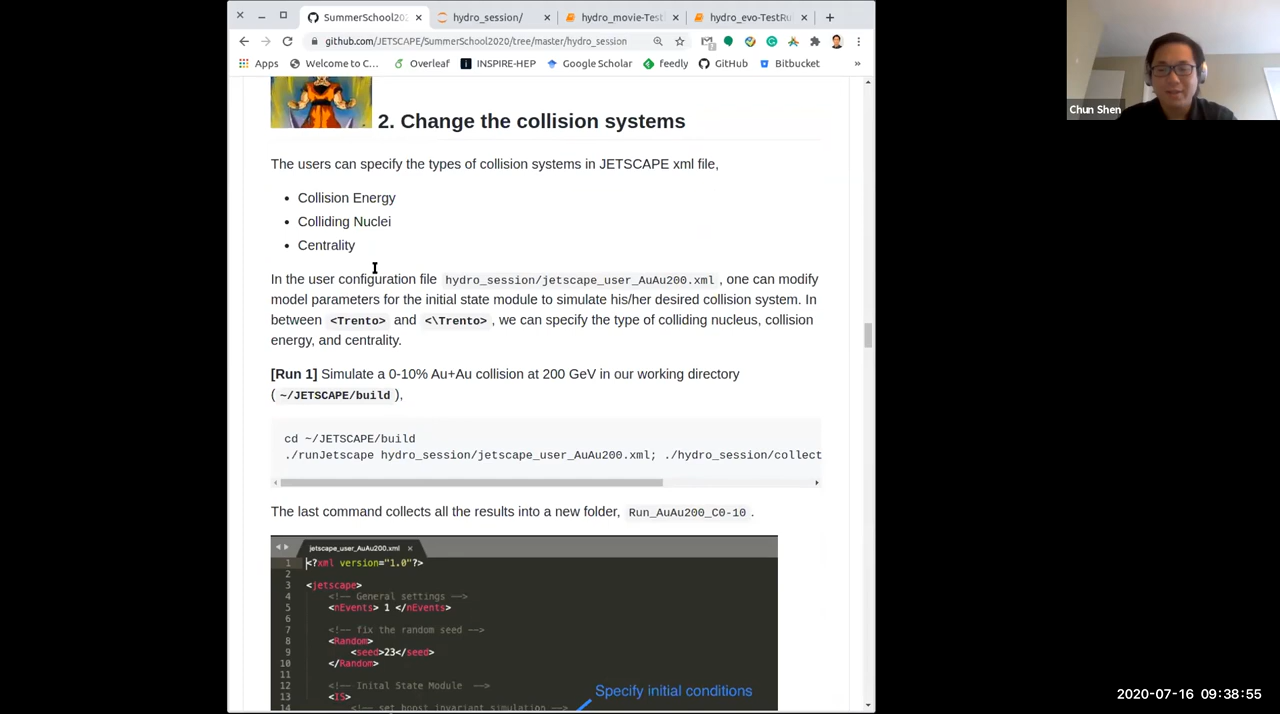 SummerSchool202
hydro_session/
hydro_movie-Test
hydro_evo-TestRu
github.com/JETSCAPE/SummerSchool2020/tree/master/hydro_session
Apps
Welcome to C...
Overleaf
INSPIRE-HEP
Google Scholar
feedly
GitHub
Bitbucket
»
2. Change the collision systems
The users can specify the types of collision systems in JETSCAPE xml file,
• Collision Energy
• Colliding Nuclei
• Centrality
In the user configuration file hydro_session/jetscape_user_AuAu200.xml , one can modify
model parameters for the initial state module to simulate his/her desired collision system. In
between <Trento> and <\Trento> , we can specify the type of colliding nucleus, collision
energy, and centrality.
[Run 1] Simulate a 0-10% Au+Au collision at 200 GeV in our working directory
( ~/JETSCAPE/build ),
cd ~/JETSCAPE/build
./runJetscape hydro_session/jetscape_user_AuAu200.xml; ./hydro_session/collect
The last command collects all the results into a new folder, Run_AuAu200_C0-10 .
jetscape_user_AuAu200.xml
1 <?xml version="1.0"?>
2
3 <jetscape>
4 <!-- General settings -->
5 <nEvents> 1 </nEvents>
6
7 <!-- fix the random seed -->
8 <Random>
9 <seed>23</seed>
10 </Random>
11
12 <!-- Inital State Module -->
13 <IS>
14 <!-- set boost invariant simulation -->
Specify initial conditions
Chun Shen
2020-07-16 09:38:55